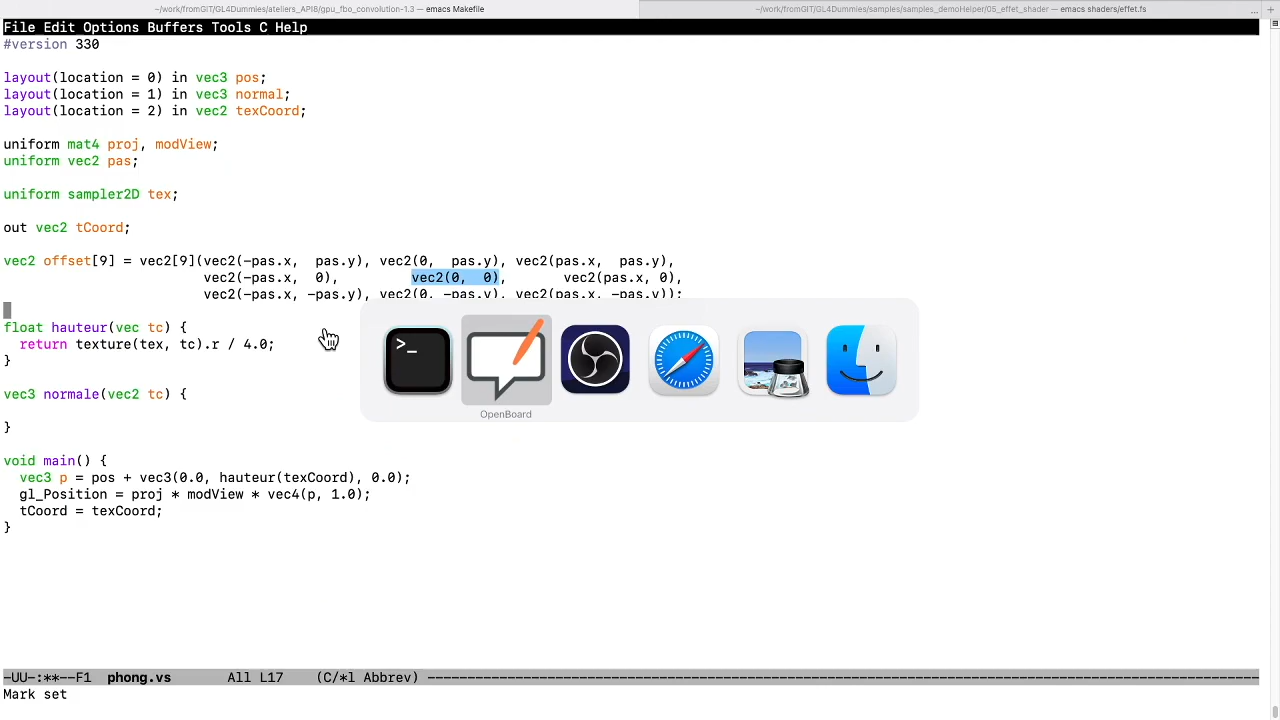 ~/work/fromGIT/GL4Dummies/ateliers_API8/gpu_fbo_convolution-1.3 — emacs Makefile
~/work/fromGIT/GL4Dummies/samples/samples_demoHelper/05_effet_shader — emacs shaders/effet.fs
... +
File Edit Options Buffers Tools C Help
#version 330
layout(location = 0) in vec3 pos;
layout(location = 1) in vec3 normal;
layout(location = 2) in vec2 texCoord;
uniform mat4 proj, modView;
uniform vec2 pas;
uniform sampler2D tex;
out vec2 tCoord;
vec2 offset[9] = vec2[9](vec2(-pas.x,  pas.y), vec2(0,  pas.y), vec2(pas.x,  pas.y),
vec2(-pas.x,  0),          vec2(0,  0),       vec2(pas.x, 0),
vec2(-pas.x, -pas.y), vec2(0, -pas.y), vec2(pas.x, -pas.y));
float hauteur(vec tc) {
  return texture(tex, tc).r / 4.0;
}
vec3 normale(vec2 tc) {
}
void main() {
  vec3 p = pos + vec3(0.0, hauteur(texCoord), 0.0);
  gl_Position = proj * modView * vec4(p, 1.0);
  tCoord = texCoord;
}
>_
OpenBoard
-UU-:**--F1  phong.vs       All L17    (C/*l Abbrev) ----------------------------------------------------------------------------------------------------
Mark set